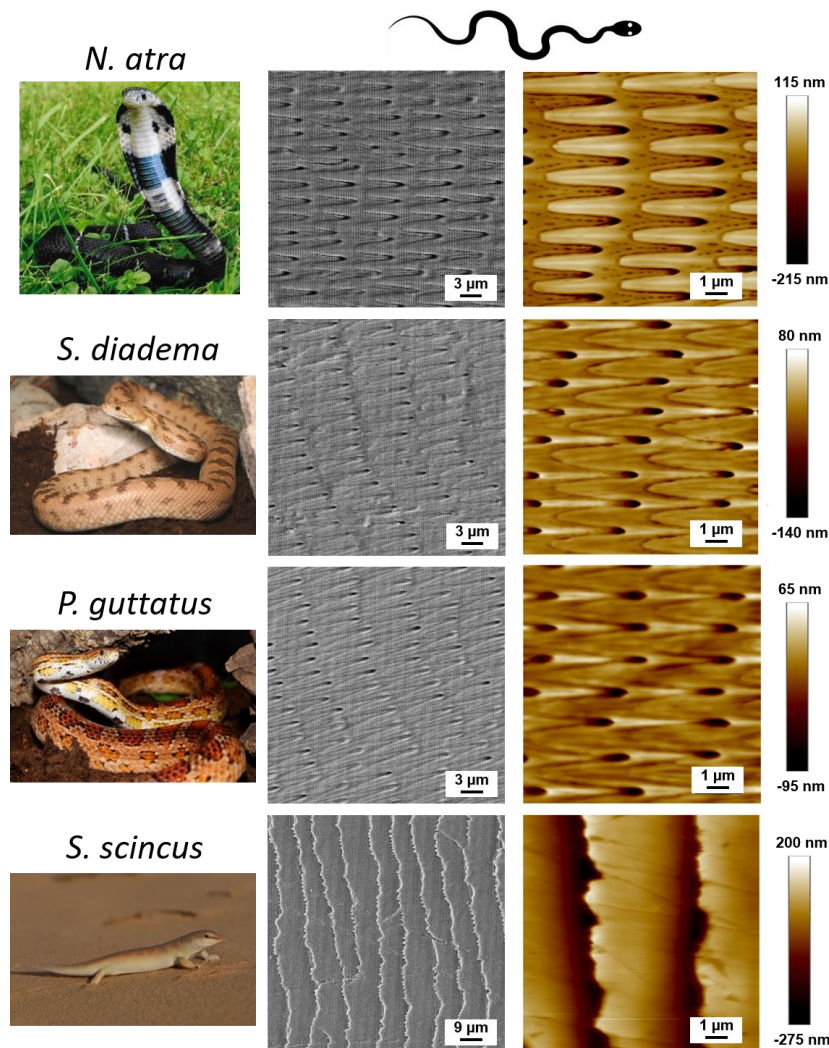 N. atra
3 µm
1 µm
115 nm
-215 nm
S. diadema
3 µm
1 µm
80 nm
-140 nm
P. guttatus
3 µm
1 µm
65 nm
-95 nm
S. scincus
9 µm
1 µm
200 nm
-275 nm